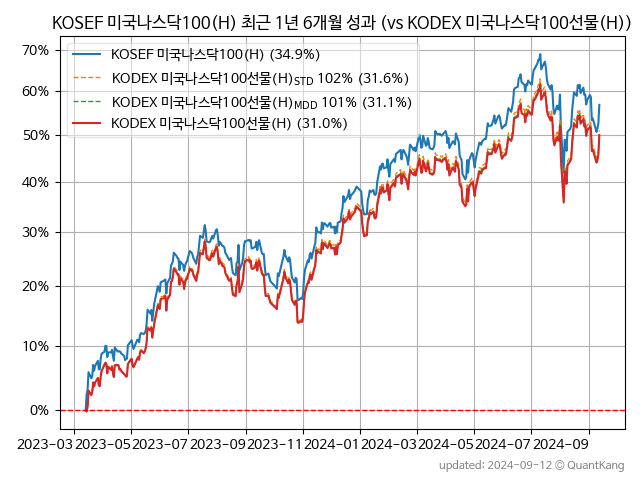 KOSEF 미국나스닥100(H) 최근 1년 6개월 성과 (vs KODEX 미국나스닥100선물(H))
KOSEF 미국나스닥100(H) (34.9%)
KODEX 미국나스닥100선물(H)STD 102% (31.6%)
KODEX 미국나스닥100선물(H)MDD 101% (31.1%)
KODEX 미국나스닥100선물(H) (31.0%)
70%
60%
50%
40%
30%
20%
10%
0%
2023-03 2023-05 2023-07 2023-09 2023-11 2024-01 2024-03 2024-05 2024-07 2024-09
updated: 2024-09-12 © QuantKang